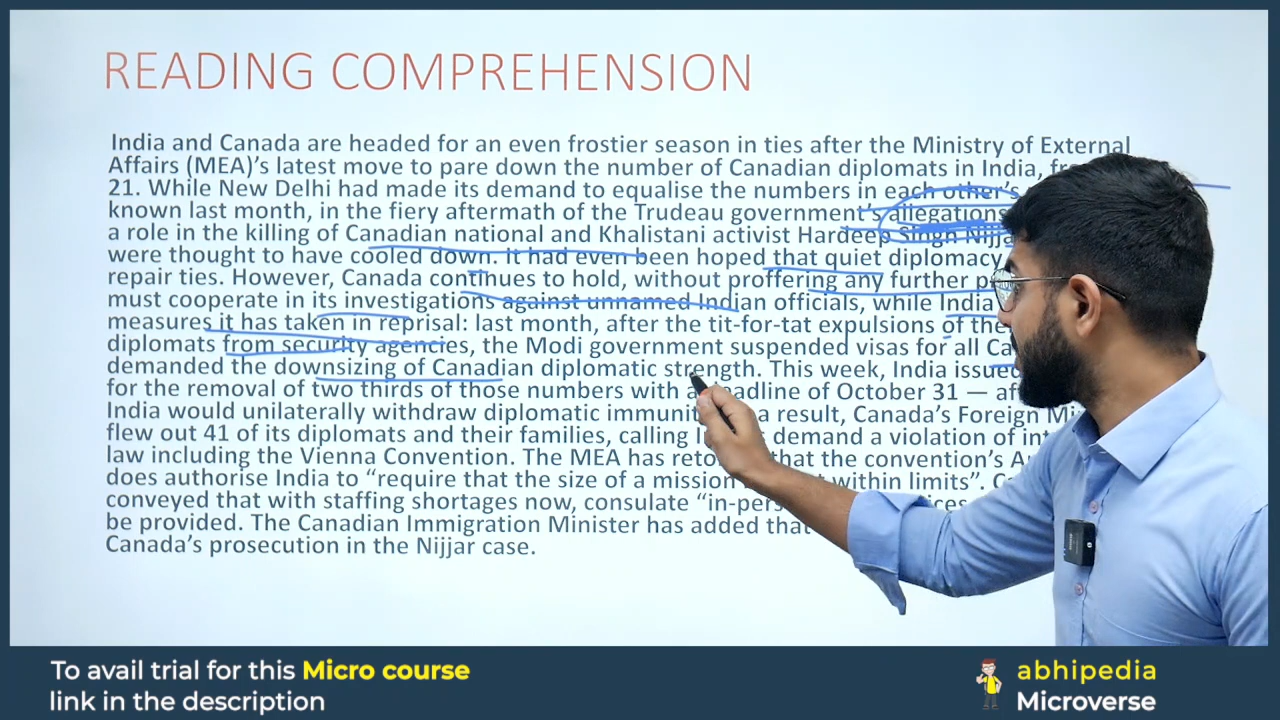 READING COMPREHENSION
India and Canada are headed for an even frostier season in ties after the Ministry of External
Affairs (MEA)’s latest move to pare down the number of Canadian diplomats in India,
21. While New Delhi had made its demand to equalise the numbers in each other’s
known last month, in the fiery aftermath of the Trudeau government’s allegations
a role in the killing of Canadian national and Khalistani activist Hardeep Singh
were thought to have cooled down. It had even been hoped that quiet diplomacy
repair ties. However, Canada continues to hold, without proffering any further
must cooperate in its investigations against unnamed Indian officials, while India
measures it has taken in reprisal: last month, after the tit-for-tat expulsions of
diplomats from security agencies, the Modi government suspended visas for all
demanded the downsizing of Canadian diplomatic strength. This week, India issued
for the removal of two thirds of those numbers with a deadline of October 31 —
India would unilaterally withdraw diplomatic a result, Canada’s Foreign
flew out 41 of its diplomats and their families, calling demand a violation of
law including the Vienna Convention. The MEA has that the convention’s
does authorise India to “require that the size of a mission within limits”.
conveyed that with staffing shortages now, consulate
be provided. The Canadian Immigration Minister has added that
Canada’s prosecution in the Nijjar case.
To avail trial for this Micro course
link in the description
abhipedia
Microverse